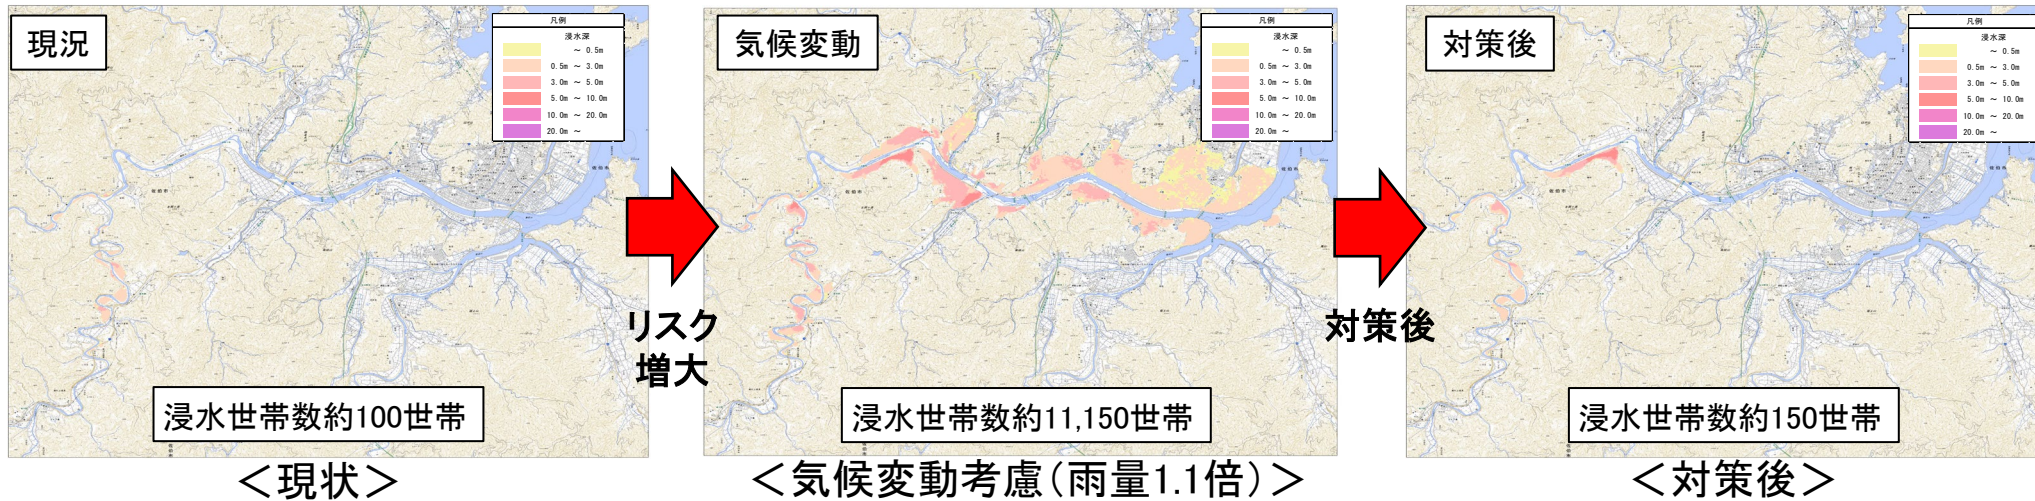 現況
凡例
浸水深
～ 0.5m
0.5m ～ 3.0m
3.0m ～ 5.0m
5.0m ～ 10.0m
10.0m ～ 20.0m
20.0m ～
浸水世帯数約100世帯
＜現状＞
リスク
増大
気候変動
凡例
浸水深
～ 0.5m
0.5m ～ 3.0m
3.0m ～ 5.0m
5.0m ～ 10.0m
10.0m ～ 20.0m
20.0m ～
浸水世帯数約11,150世帯
＜気候変動考慮（雨量1.1倍）＞
対策後
対策後
凡例
浸水深
～ 0.5m
0.5m ～ 3.0m
3.0m ～ 5.0m
5.0m ～ 10.0m
10.0m ～ 20.0m
20.0m ～
浸水世帯数約150世帯
＜対策後＞